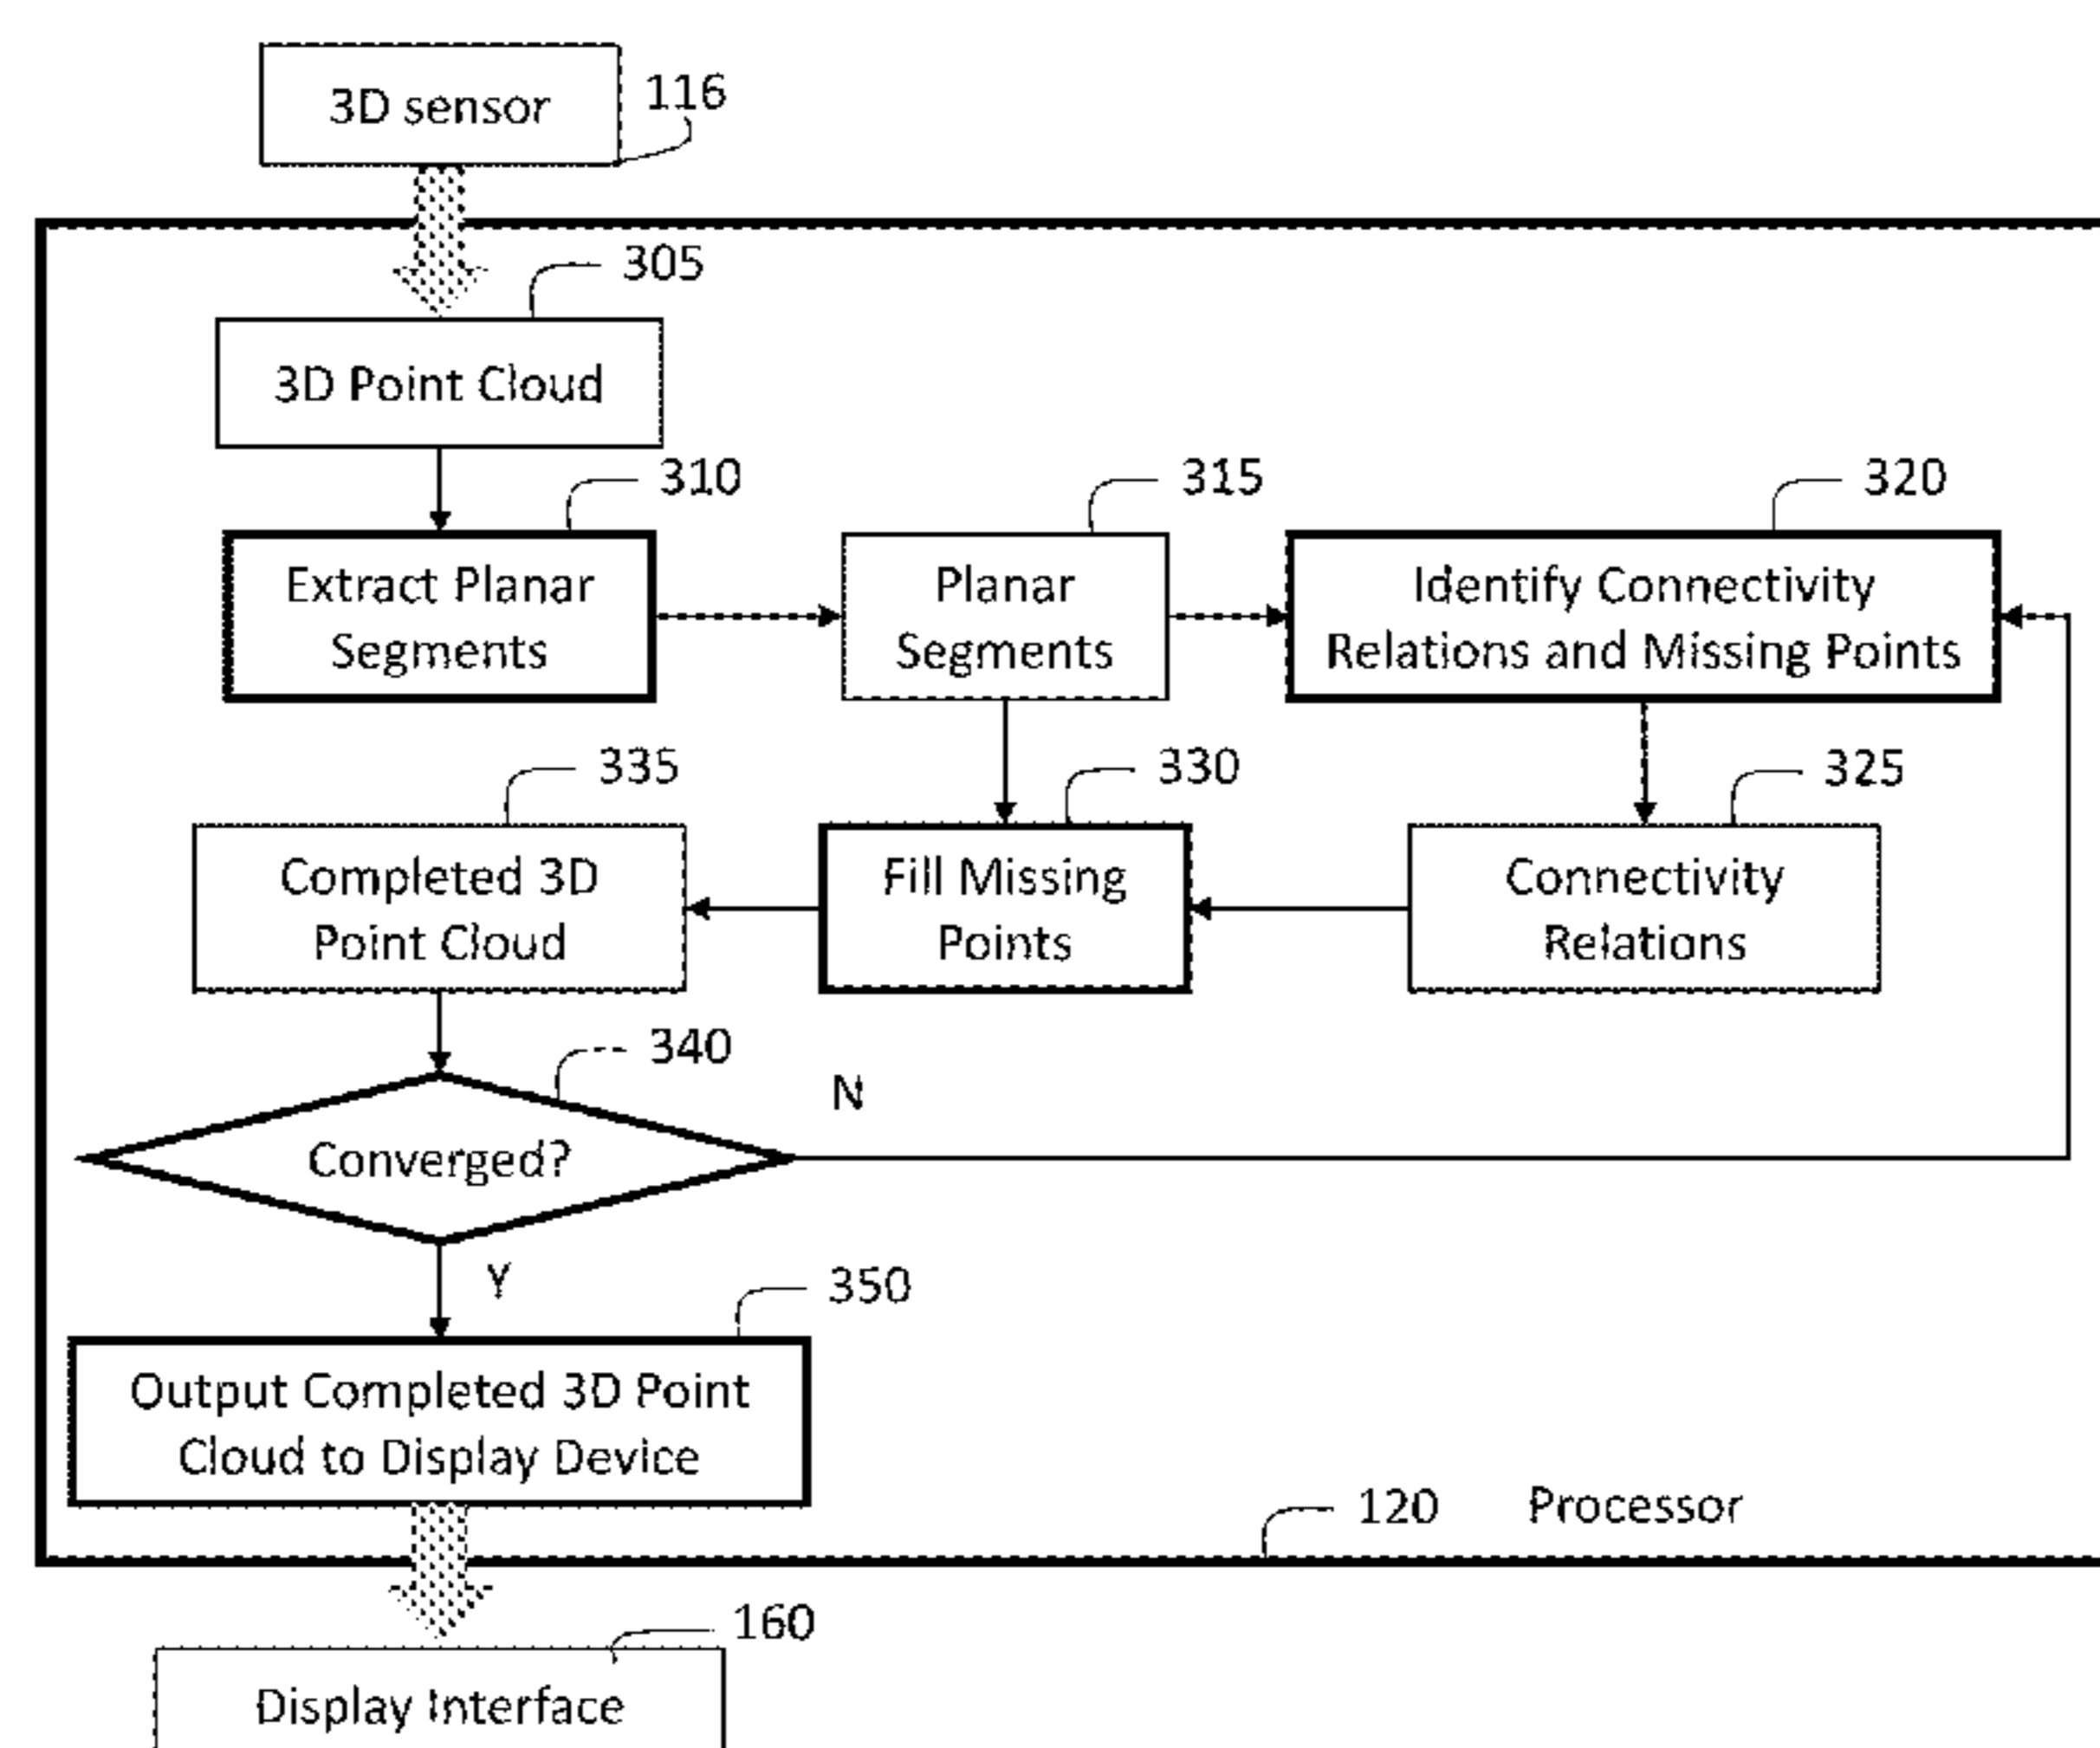 3D sensor
116
305
3D Point Cloud
310
315
320
Extract Planar
Segments
Planar
Segments
Identify Connectivity
Relations and Missing Points
335
330
325
Completed 3D
Point Cloud
Fill Missing
Points
Connectivity
Relations
340
N
Converged?
Y
350
Output Completed 3D Point
Cloud to Display Device
120
Processor
160
Display Interface